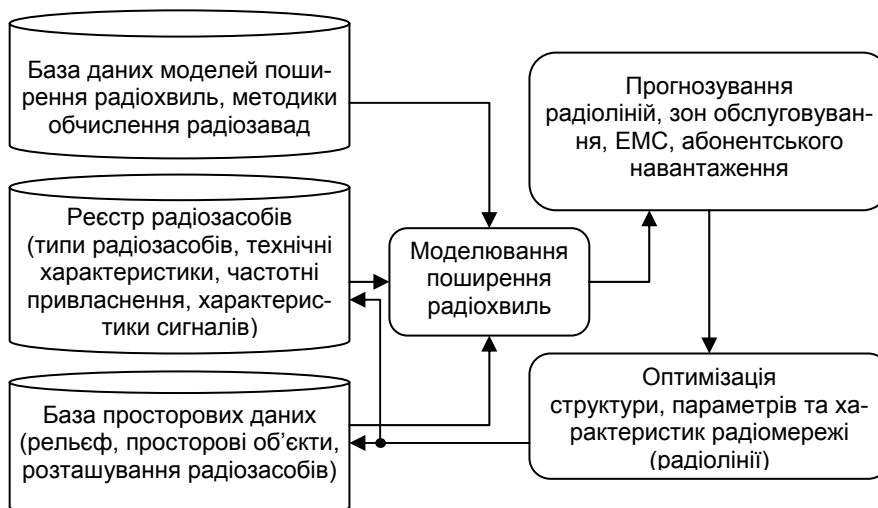 База даних моделей поши-
рення радіохвиль, методики
обчислення радіозавад
Реєстр радіозасобів
(типи радіозасобів, технічні
характеристики, частотні
привласнення, характерис-
тики сигналів)
База просторових даних
(рельєф, просторові об’єкти,
розташування радіозасобів)
Моделювання
поширення
радіохвиль
Прогнозування
радіоліній, зон обслуговуван-
ня, ЕМС, абонентського
навантаження
Оптимізація
структури, параметрів та ха-
рактеристик радіомережі
(радіолінії)